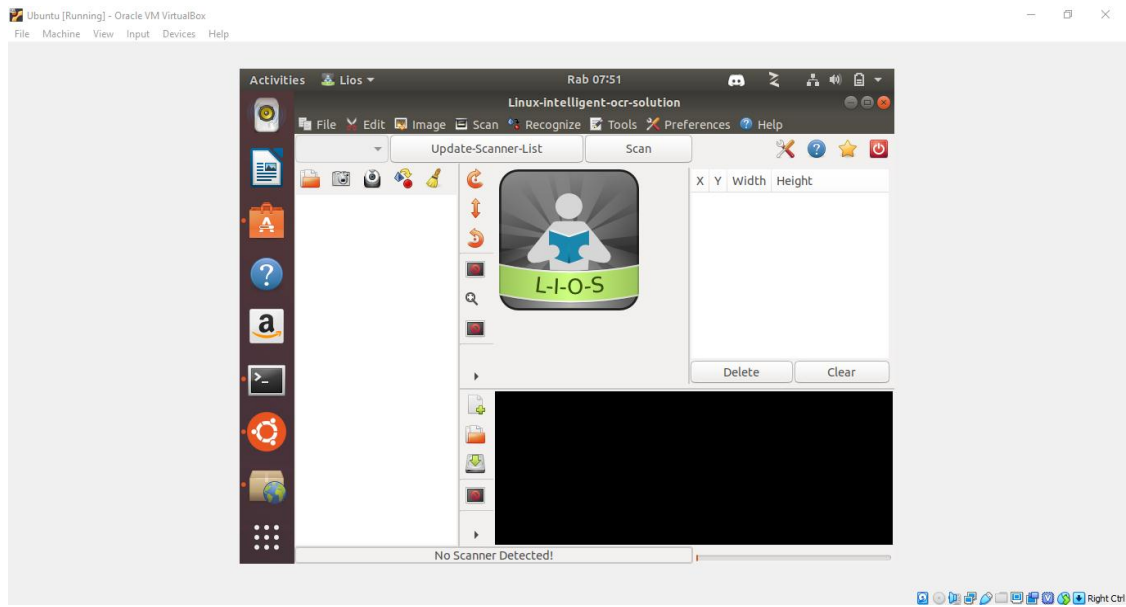 Ubuntu [Running] - Oracle VM VirtualBox
File Machine View Input Devices Help
Activities Lios Rab 07:51
Linux-intelligent-ocr-solution
File Edit Image Scan Recognize Tools Preferences Help
Update-Scanner-List Scan
X Y Width Height
L-I-O-S
Delete Clear
No Scanner Detected!
Right Ctrl